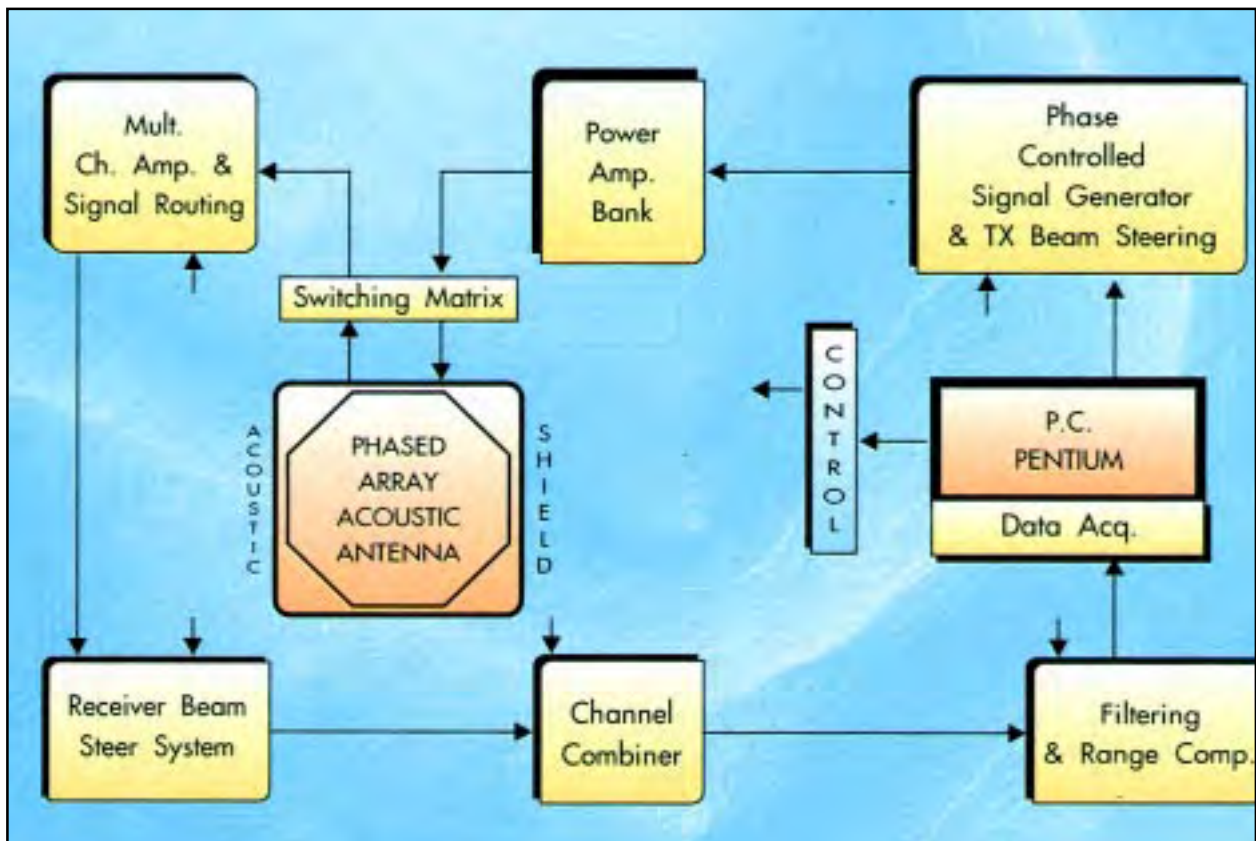 Mult.
Ch. Amp. &
Signal Routing
Power
Amp.
Bank
Phase
Controlled
Signal Generator
& TX Beam Steering
Switching Matrix
ACOUSTIC
PHASED
ARRAY
ACOUSTIC
ANTENNA
SHIELD
CONTROL
P.C.
PENTIUM
Data Acq.
Receiver Beam
Steer System
Channel
Combiner
Filtering
& Range Comp.